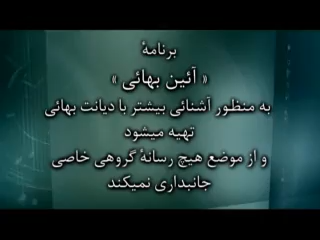 برنامهٔ
« آئین بهائی »
به منظور آشنائی بیشتر با دیانت بهائی
تهیه میشود
و از موضع هیچ رسانهٔ گروهی خاصی
جانبداری نمیکند